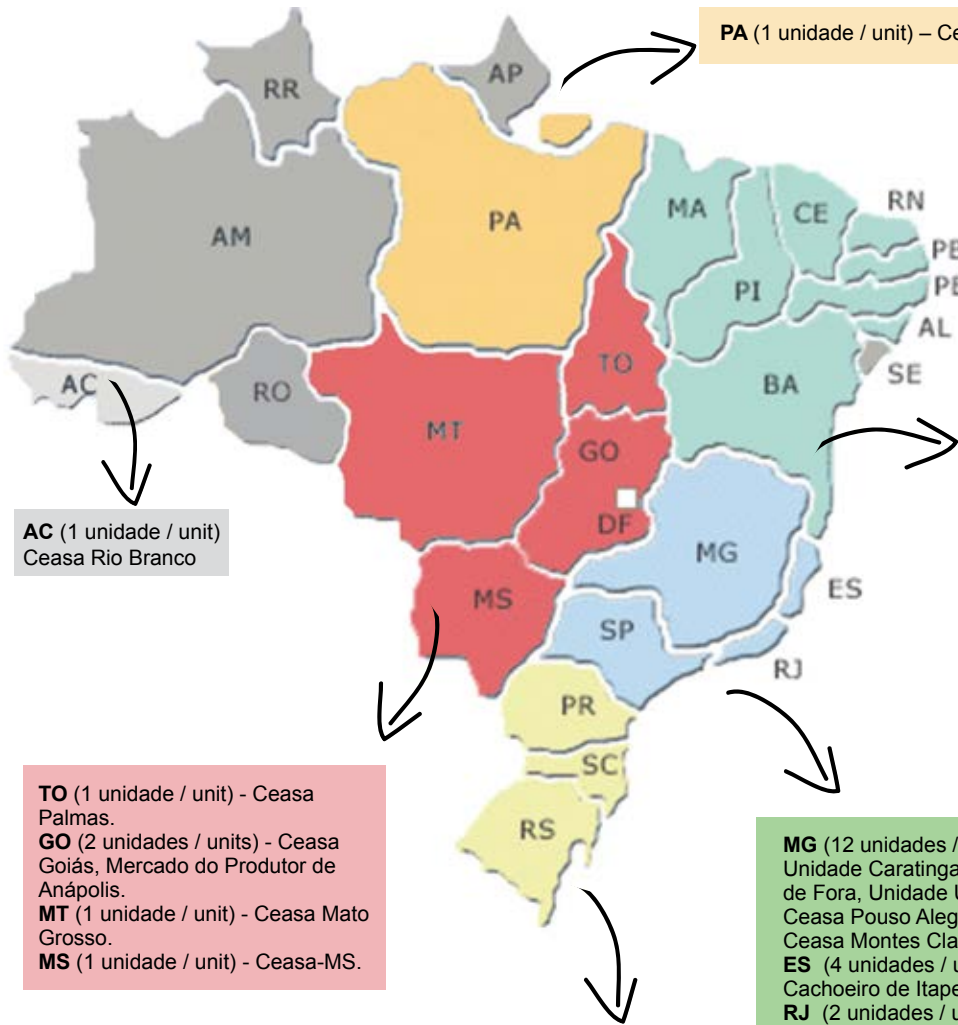 PA (1 unidade / unit) – Ce
AP
RR
RN
MA
CE
PA
AM
PI
AL
TO
SE
AC
RO
BA
MT
GO
DF
AC (1 unidade / unit)
Ceasa Rio Branco
MG
ES
MS
SP
RJ
PR
SC
RS
TO (1 unidade / unit) - Ceasa
Palmas.
GO (2 unidades / units) - Ceasa
Goiás, Mercado do Produtor de
Anápolis.
MT (1 unidade / unit) - Ceasa Mato
Grosso.
MS (1 unidade / unit) - Ceasa-MS.
MG (12 unidades /
Unidade Caratinga
de Fora, Unidade U
Ceasa Pouso Aleg
Ceasa Montes Cla
ES (4 unidades / u
Cachoeiro de Itape
RJ (2 unidades / u